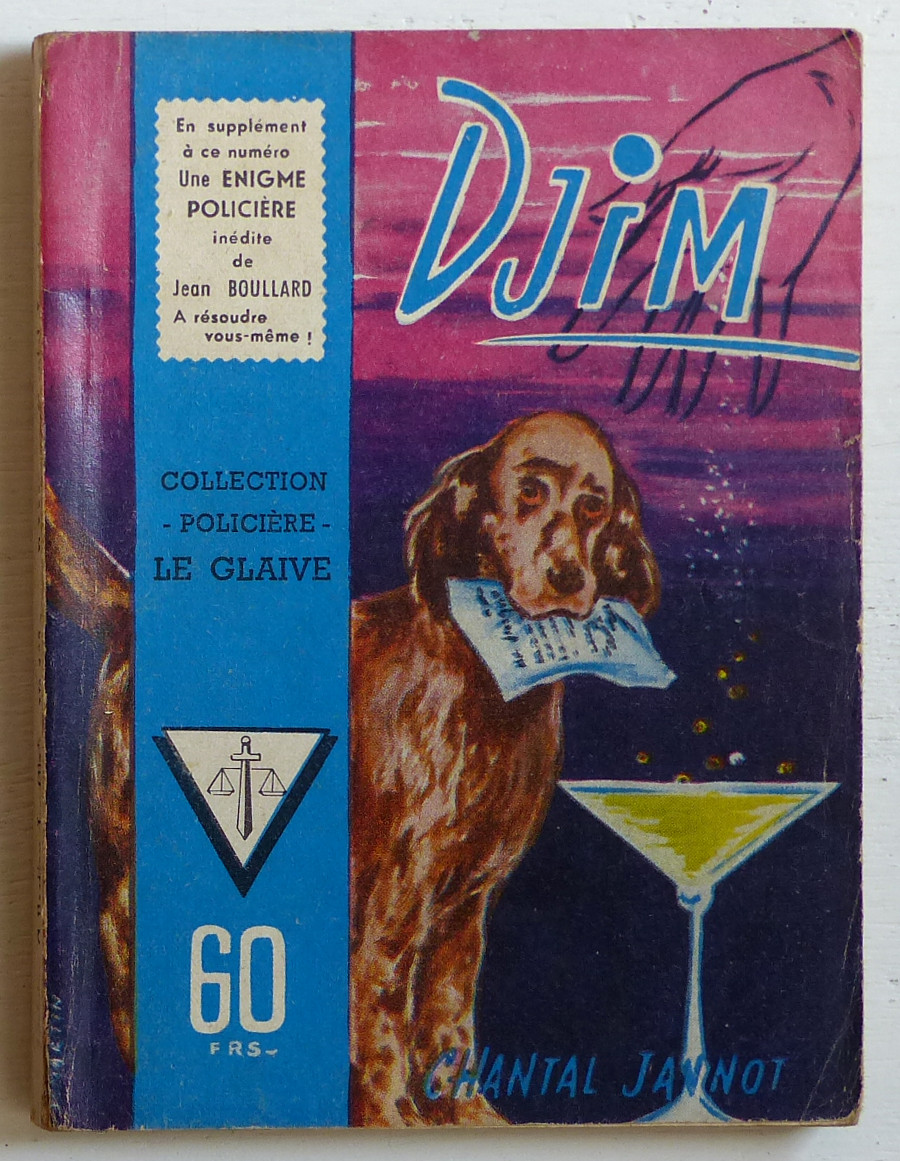 En supplément
à ce numéro
Une ENIGME
POLICIÈRE
inédite
de
Jean BOULLARD
A résoudre
vous-même !
DJiM
COLLECTION
- POLICIÈRE -
LE GLAIVE
60
FRS
CHANTAL JANNOT